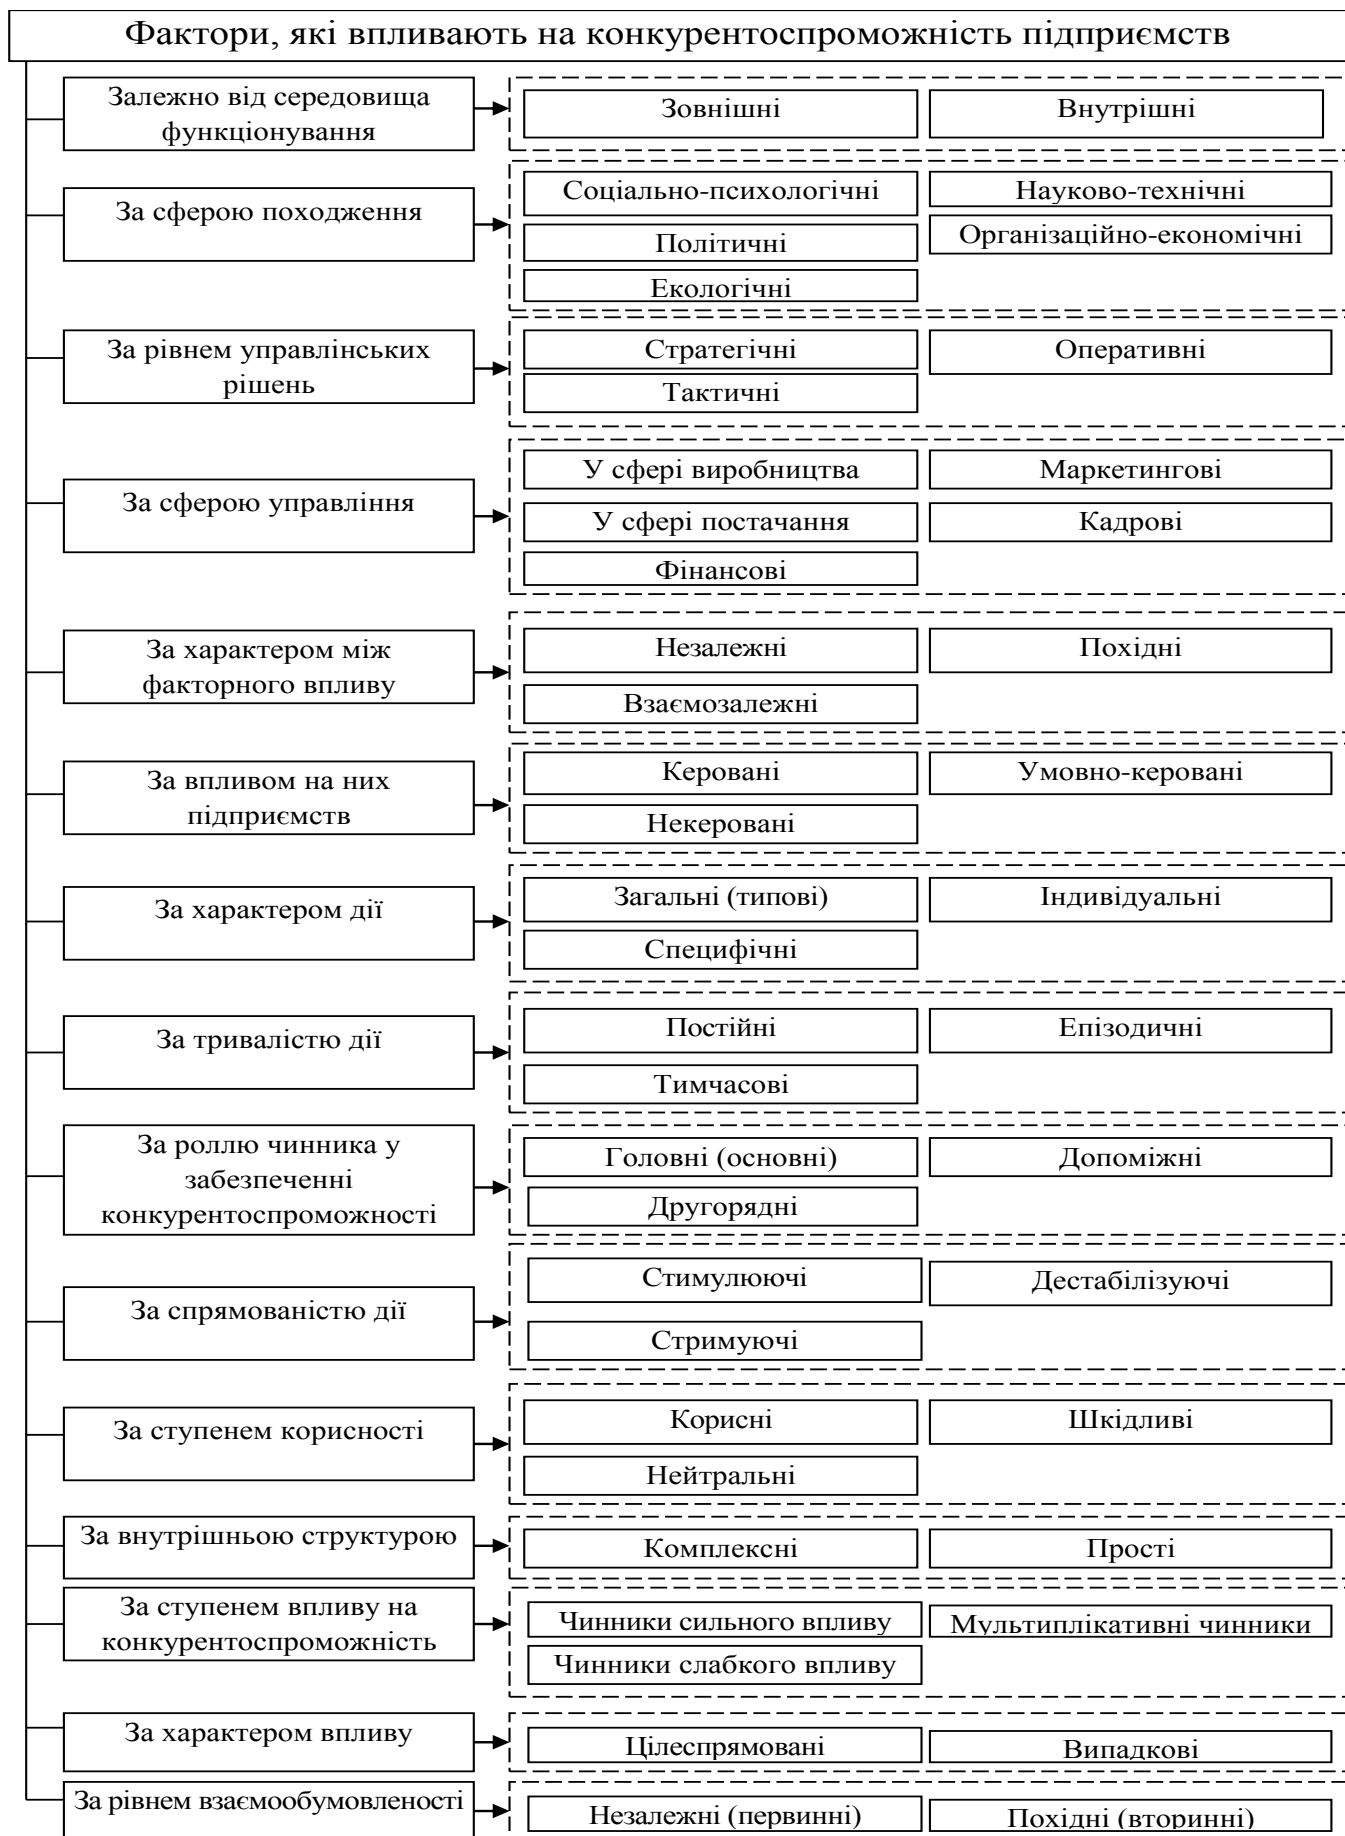 Фактори, які впливають на конкурентоспроможність підприємств
Залежно від середовища
функціонування
Зовнішні
Внутрішні
За сферою походження
Соціально-психологічні
Науково-технічні
Політичні
Організаційно-економічні
Екологічні
За рівнем управлінських
рішень
Стратегічні
Оперативні
Тактичні
За сферою управління
У сфері виробництва
Маркетингові
У сфері постачання
Кадрові
Фінансові
За характером між
факторного впливу
Незалежні
Похідні
Взаємозалежні
За впливом на них
підприємств
Керовані
Умовно-керовані
Некеровані
За характером дії
Загальні (типові)
Індивідуальні
Специфічні
За тривалістю дії
Постійні
Епізодичні
Тимчасові
За роллю чинника у
забезпеченні
конкурентоспроможності
Головні (основні)
Допоміжні
Другорядні
За спрямованістю дії
Стимулюючі
Дестабілізуючі
Стримуючі
За ступенем корисності
Корисні
Шкідливі
Нейтральні
За внутрішньою структурою
Комплексні
Прості
За ступенем впливу на
конкурентоспроможність
Чинники сильного впливу
Мультиплікативні чинники
Чинники слабкого впливу
За характером впливу
Цілеспрямовані
Випадкові
За рівнем взаємообумовленості
Незалежні (первинні)
Похідні (вторинні)